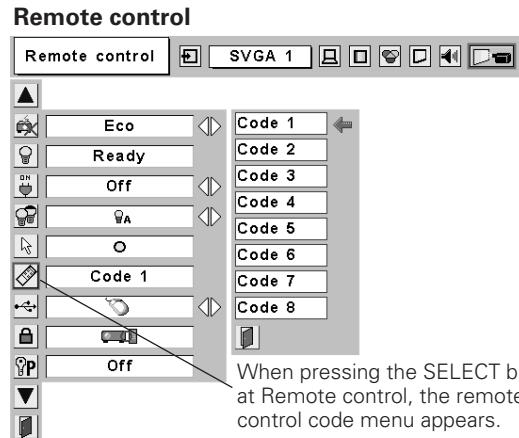 Remote control
Remote control
SVGA 1
Eco
Code 1
Ready
Code 2
ON
Off
Code 3
A
Code 4
Code 5
Code 1
Code 6
Code 7
Code 8
P
Off
When pressing the SELECT b
at Remote control, the remote
control code menu appears.